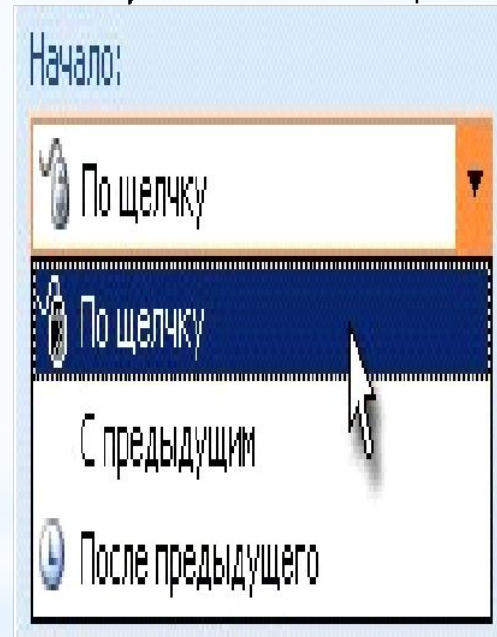 Начало:
По щелчку
По щелчку
С предыдущим
После предыдущего